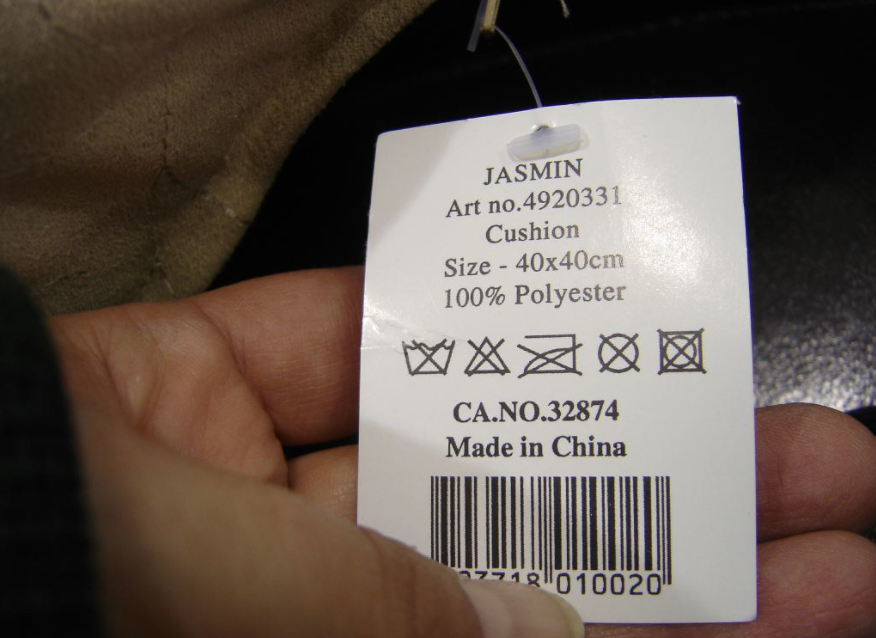 JASMIN
Art no.4920331
Cushion
Size - 40x40cm
100% Polyester
CA.NO.32874
Made in China
010020